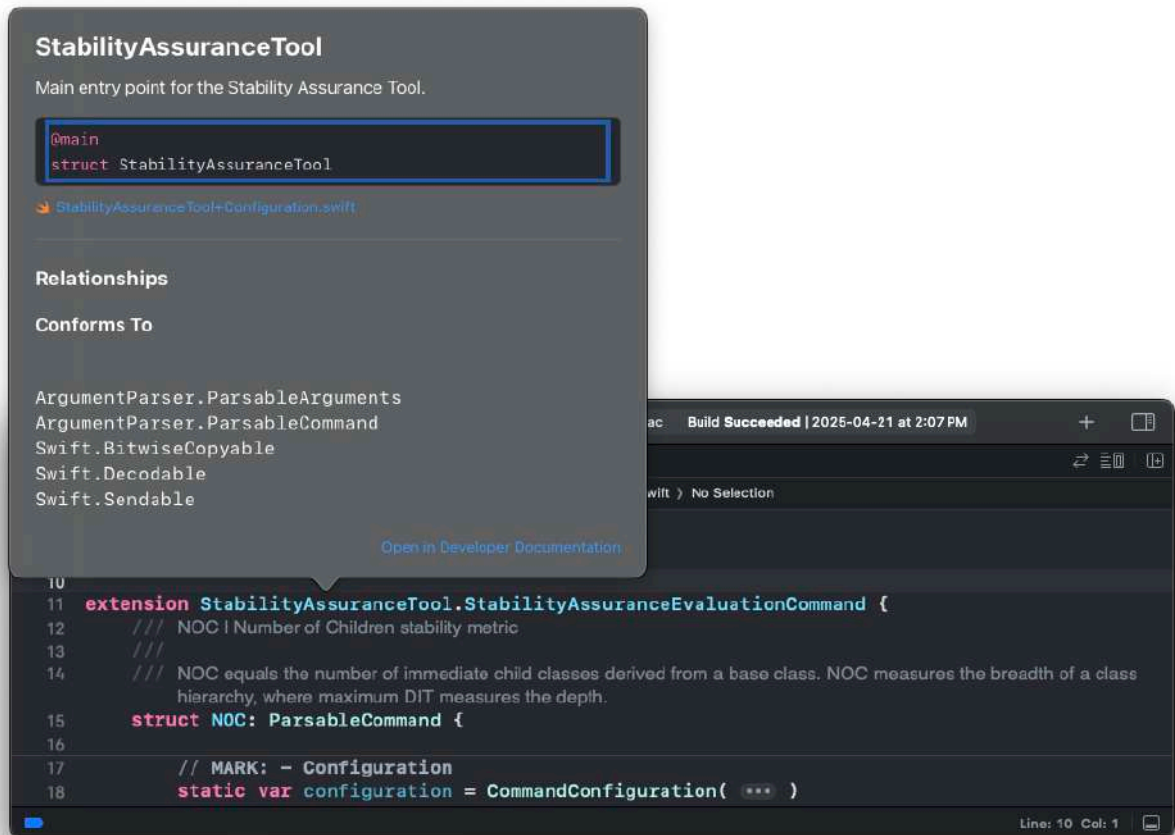 StabilityAssuranceTool
Main entry point for the Stability Assurance Tool.
@main
struct StabilityAssuranceTool
StabilityAssuranceTool+Configuration.swift
Relationships
Conforms To
ArgumentParser.ParsableArguments
ArgumentParser.ParsableCommand
Swift.BitwiseCopyable
Swift.Decodable
Swift.Sendable
Open in Developer Documentation
ac Build Succeeded | 2025-04-21 at 2:07 PM
wift 〉 No Selection
10
11 extension StabilityAssuranceTool.StabilityAssuranceEvaluationCommand {
12 /// NOC | Number of Children stability metric
13 ///
14 /// NOC equals the number of immediate child classes derived from a base class. NOC measures the breadth of a class
hierarchy, where maximum DIT measures the depth.
15 struct NOC: ParsableCommand {
16
17 // MARK: - Configuration
18 static var configuration = CommandConfiguration( ••• )
Line: 10 Col: 1